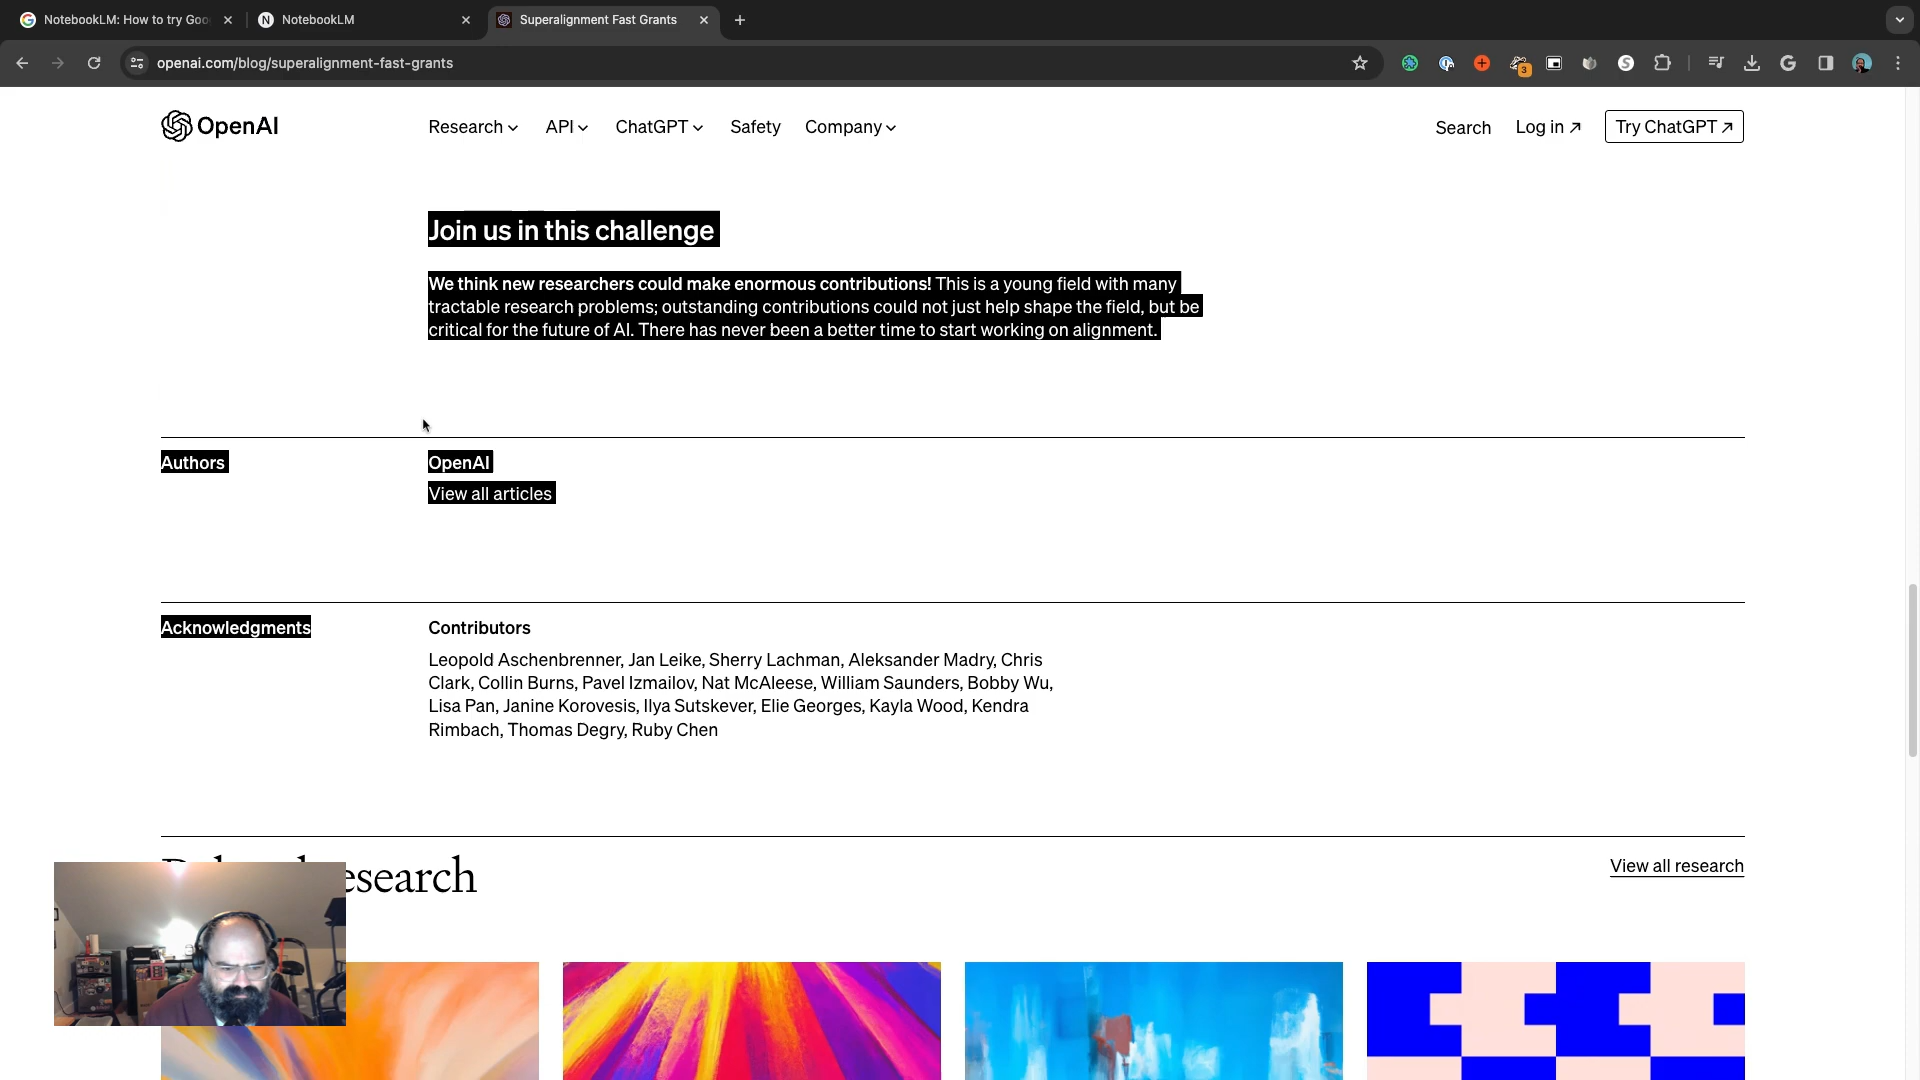 NotebookLM: How to try Goo
NotebookLM
Superalignment Fast Grants
openai.com/blog/superalignment-fast-grants
3
OpenAI
Research
API
ChatGPT
Safety
Company
Search
Log in ↗
Try ChatGPT ↗
Join us in this challenge
We think new researchers could make enormous contributions! This is a young field with many
tractable research problems; outstanding contributions could not just help shape the field, but be
critical for the future of AI. There has never been a better time to start working on alignment.
Authors
OpenAI
View all articles
Acknowledgments
Contributors
Leopold Aschenbrenner, Jan Leike, Sherry Lachman, Aleksander Madry, Chris
Clark, Collin Burns, Pavel Izmailov, Nat McAleese, William Saunders, Bobby Wu,
Lisa Pan, Janine Korovesis, Ilya Sutskever, Elie Georges, Kayla Wood, Kendra
Rimbach, Thomas Degry, Ruby Chen
esearch
View all research